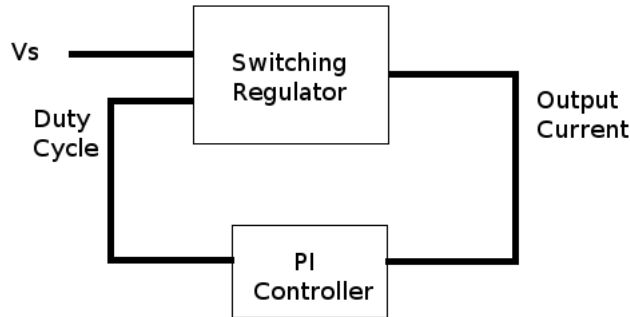 Vs
Switching
Regulator
Duty
Cycle
Output
Current
PI
Controller